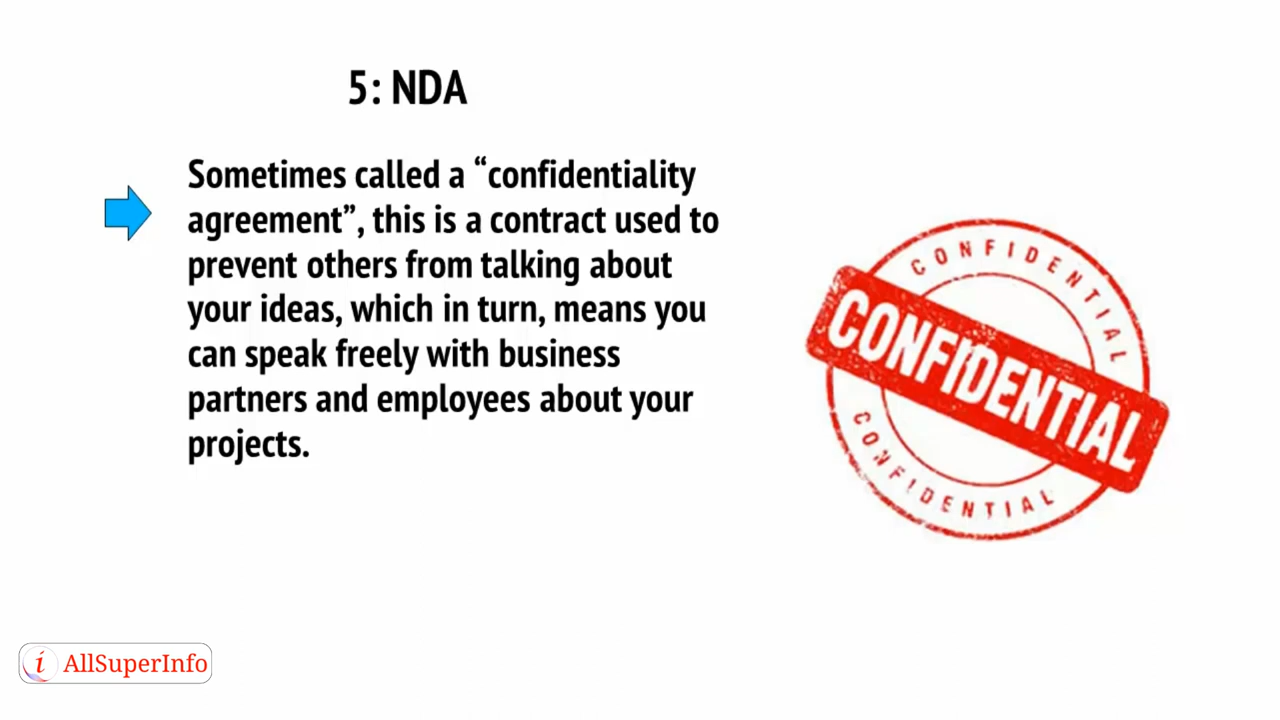 5: NDA
Sometimes called a “confidentiality
agreement”, this is a contract used to
prevent others from talking about
your ideas, which in turn, means you
can speak freely with business
partners and employees about your
projects.
CONFIDENTIAL
CONFIDENTIAL
CONFIDENTIAL
i AllSuperInfo